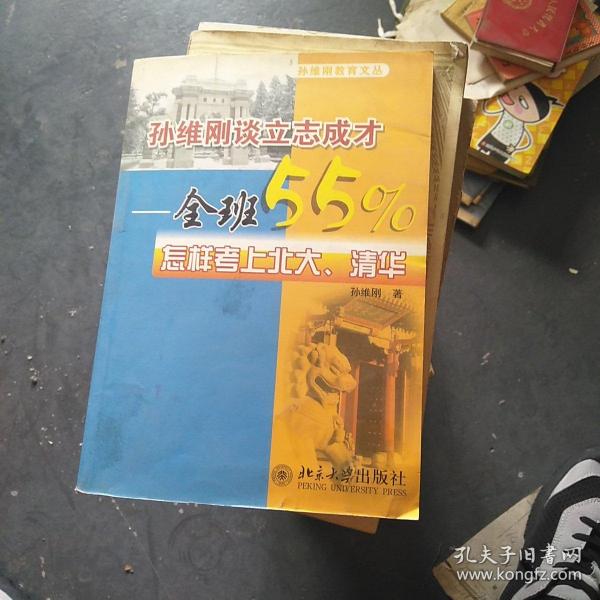 孙维刚教育文丛
孙维刚谈立志成才
——全班55%
怎样考上北大、清华
孙维刚 著
北京大学出版社
PEKING UNIVERSITY PRESS
孔夫子旧书网
www.kongfz.com